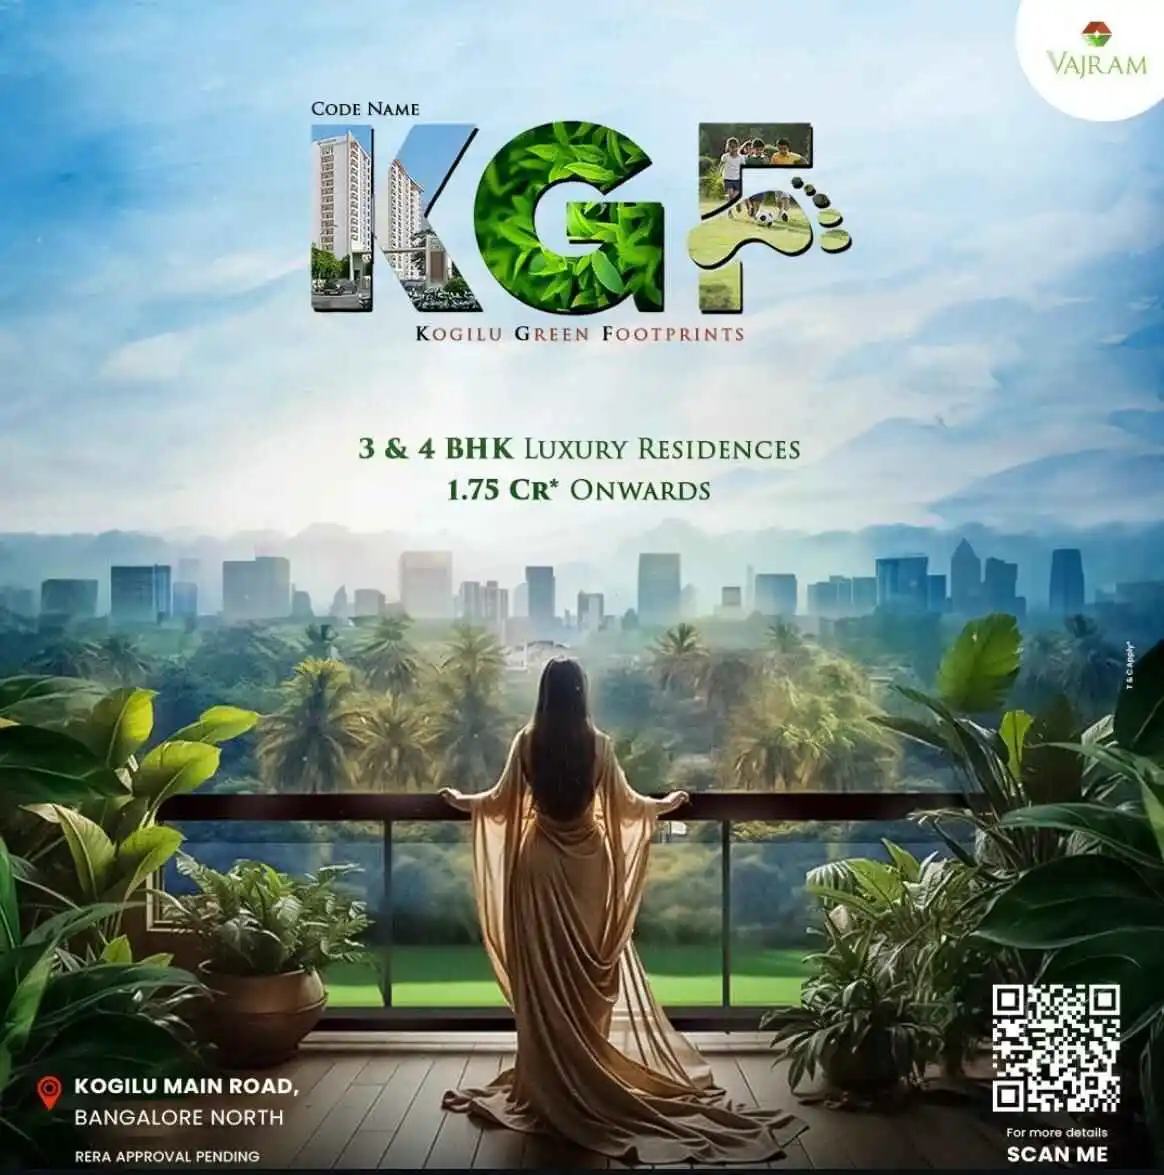 VAJRAM
CODE NAME
KGF
KOGILU GREEN FOOTPRINTS
3 & 4 BHK LUXURY RESIDENCES
1.75 CR* ONWARDS
T & C Apply*
KOGILU MAIN ROAD,
BANGALORE NORTH
RERA APPROVAL PENDING
For more details
SCAN ME